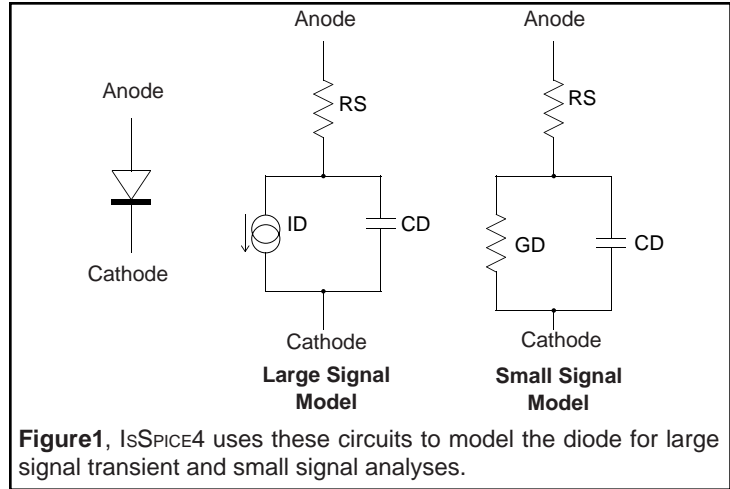 Anode
Anode
Anode
RS
RS
ID
CD
GD
CD
Cathode
Cathode
Cathode
Large Signal
Model
Small Signal
Model
Figure1, ISSPICE4 uses these circuits to model the diode for large
signal transient and small signal analyses.